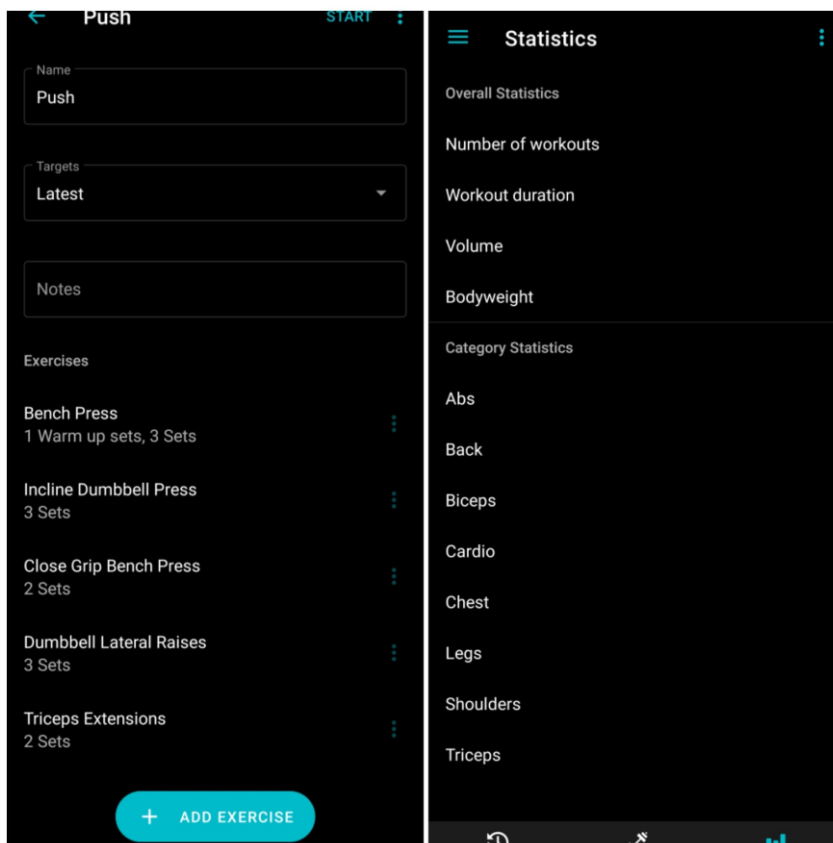 Push
START
Name
Push
Targets
Latest
Notes
Exercises
Bench Press
1 Warm up sets, 3 Sets
Incline Dumbbell Press
3 Sets
Close Grip Bench Press
2 Sets
Dumbbell Lateral Raises
3 Sets
Triceps Extensions
2 Sets
+ ADD EXERCISE
Statistics
Overall Statistics
Number of workouts
Workout duration
Volume
Bodyweight
Category Statistics
Abs
Back
Biceps
Cardio
Chest
Legs
Shoulders
Triceps